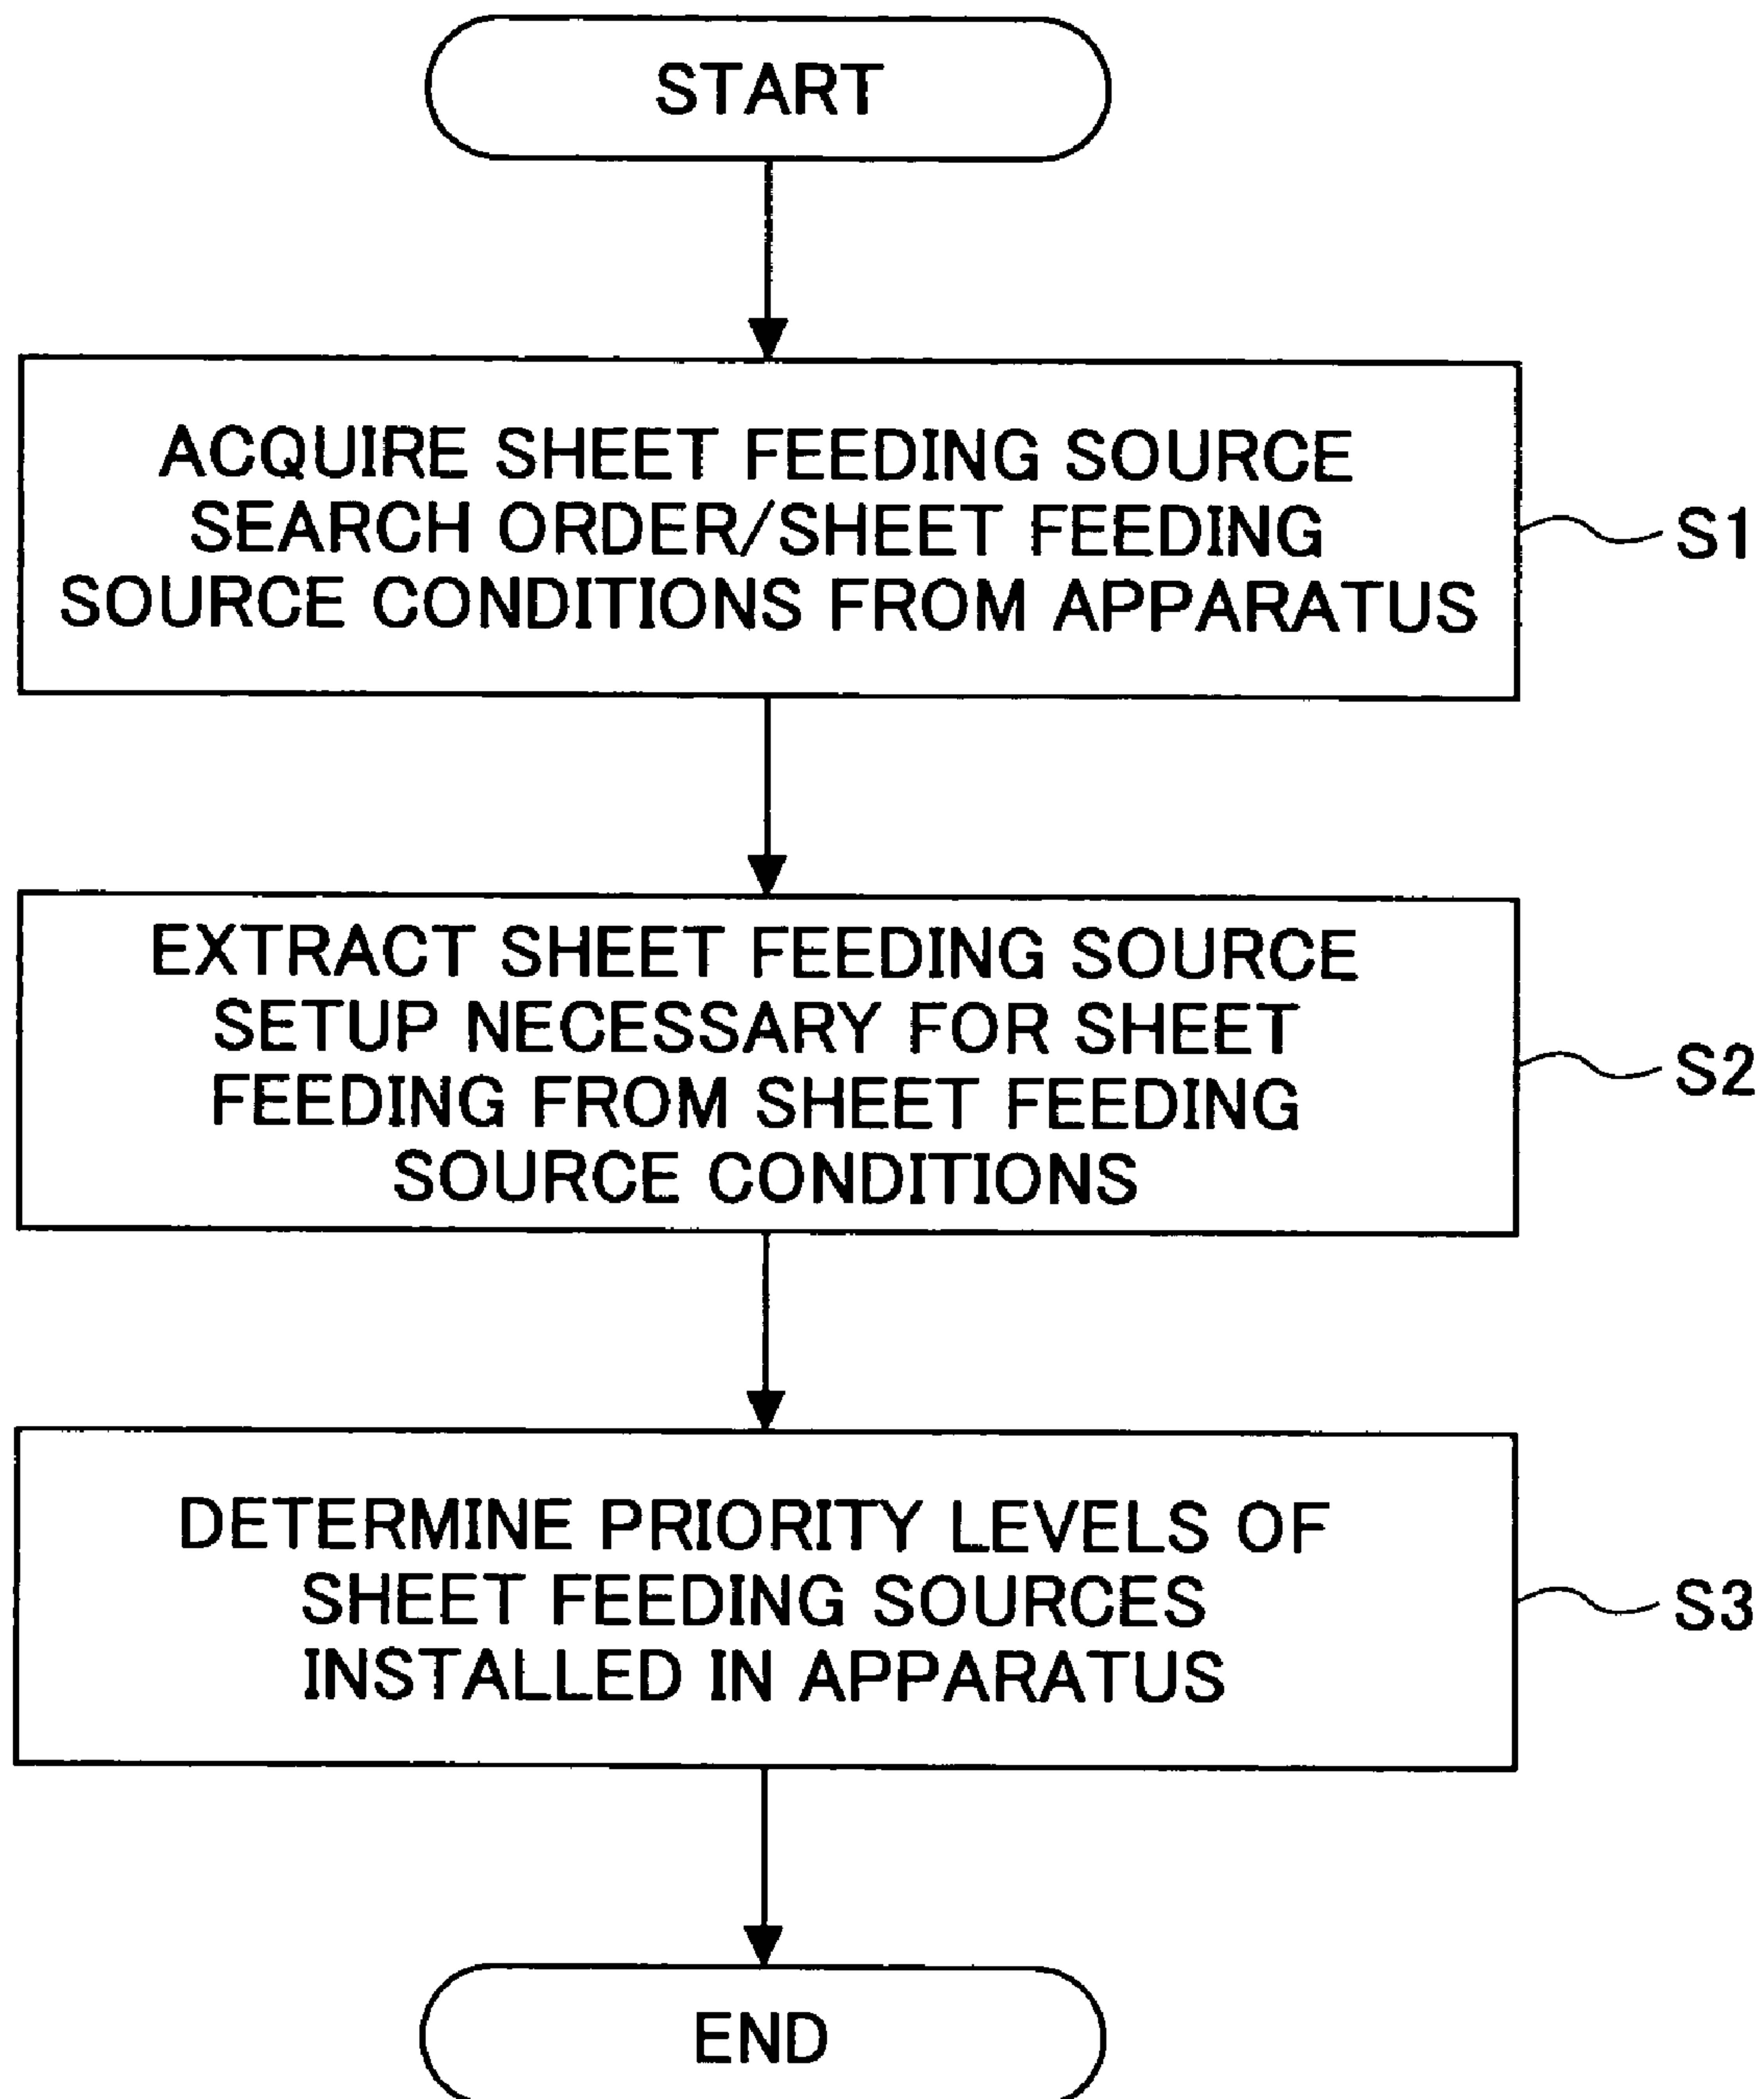 START
ACQUIRE SHEET FEEDING SOURCE
SEARCH ORDER/SHEET FEEDING
SOURCE CONDITIONS FROM APPARATUS
S1
EXTRACT SHEET FEEDING SOURCE
SETUP NECESSARY FOR SHEET
FEEDING FROM SHEET FEEDING
SOURCE CONDITIONS
S2
DETERMINE PRIORITY LEVELS OF
SHEET FEEDING SOURCES
INSTALLED IN APPARATUS
S3
END